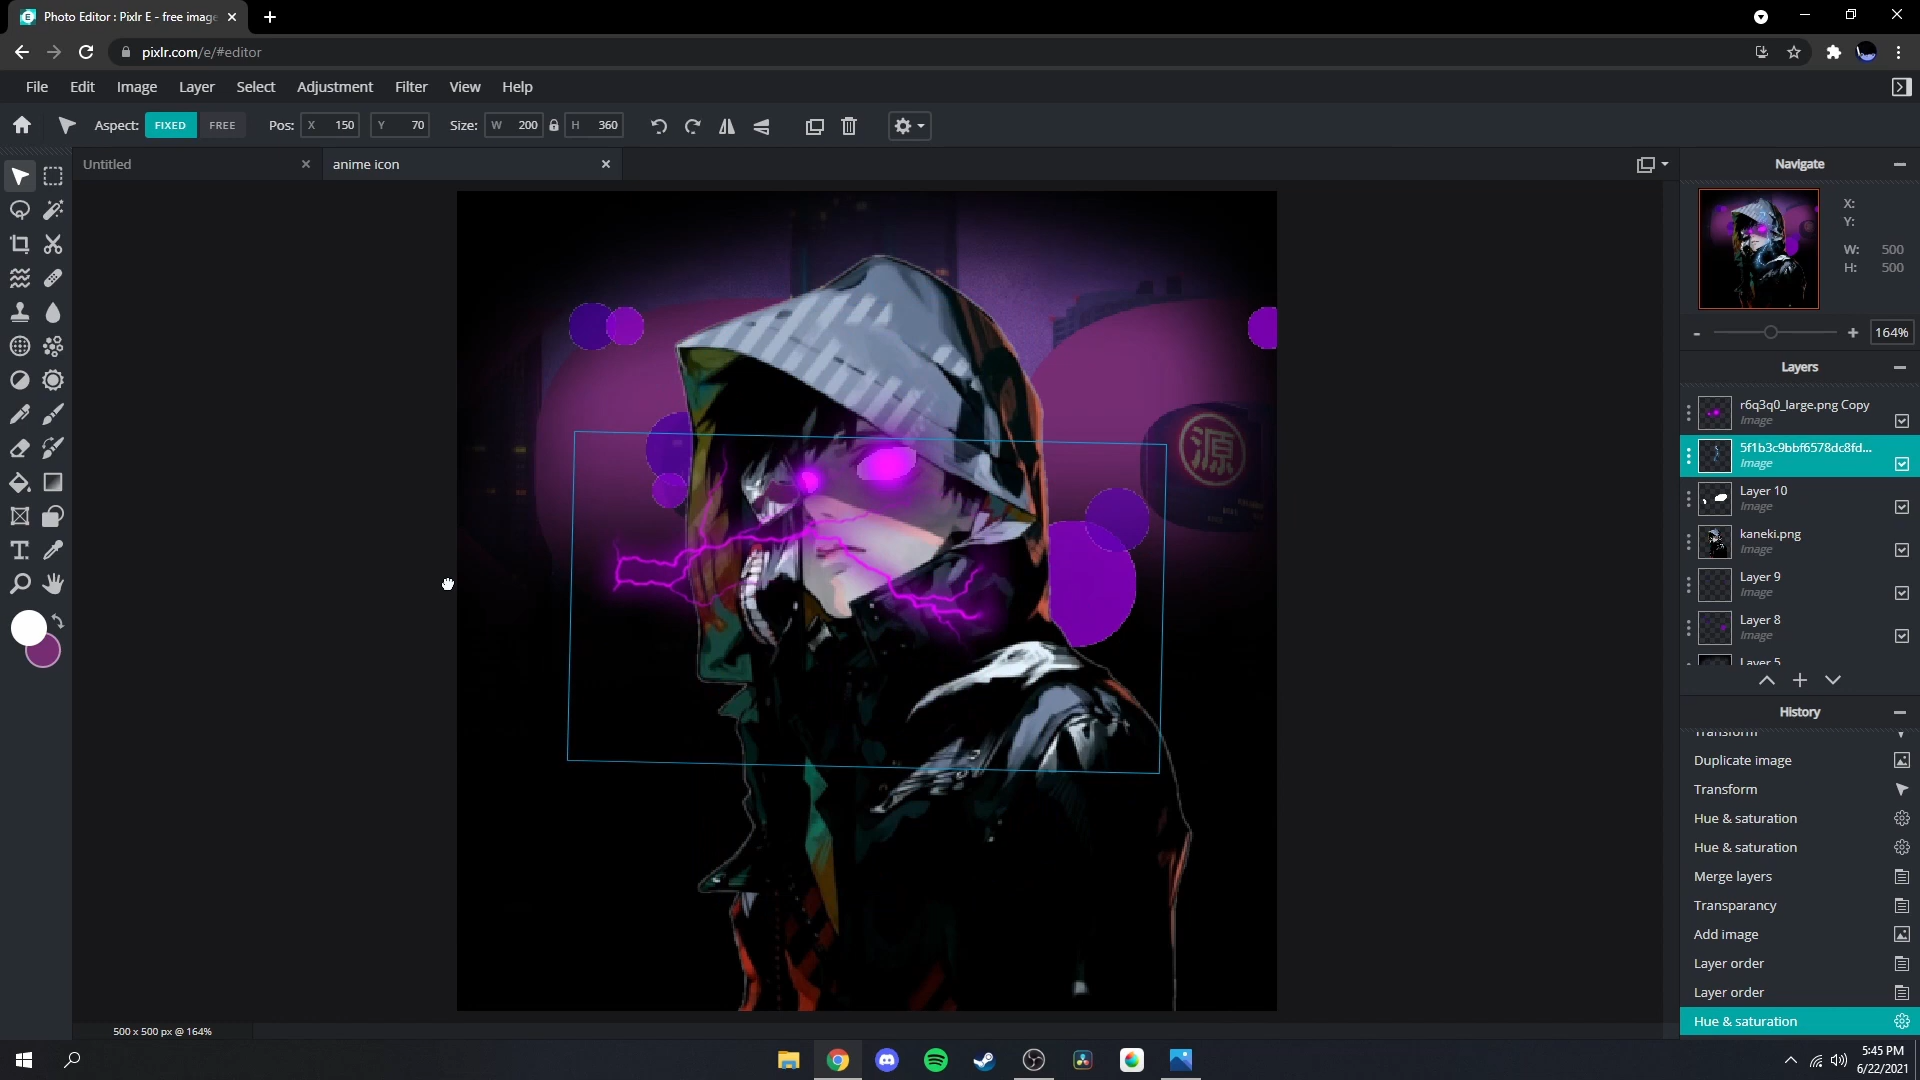 Photo Editor : Pixlr E - free image
pixlr.com/e/#editor
File Edit Image Layer Select Adjustment Filter View Help
Aspect: FIXED FREE Pos: X 150 Y 70 Size: W 200 H 360
Untitled
anime icon
Navigate
X:
Y:
W: 500
H: 500
164%
Layers
r6q3q0_large.png Copy
Image
5f1b3c9bbff6578dc8fd...
Image
Layer 10
Image
kaneki.png
Image
Layer 9
Image
Layer 8
Image
Layer 5
源
History
Transform
Duplicate image
Transform
Hue & saturation
Hue & saturation
Merge layers
Transparancy
Add image
Layer order
Layer order
Hue & saturation
500 x 500 px @ 164%
5:45 PM
6/22/2021